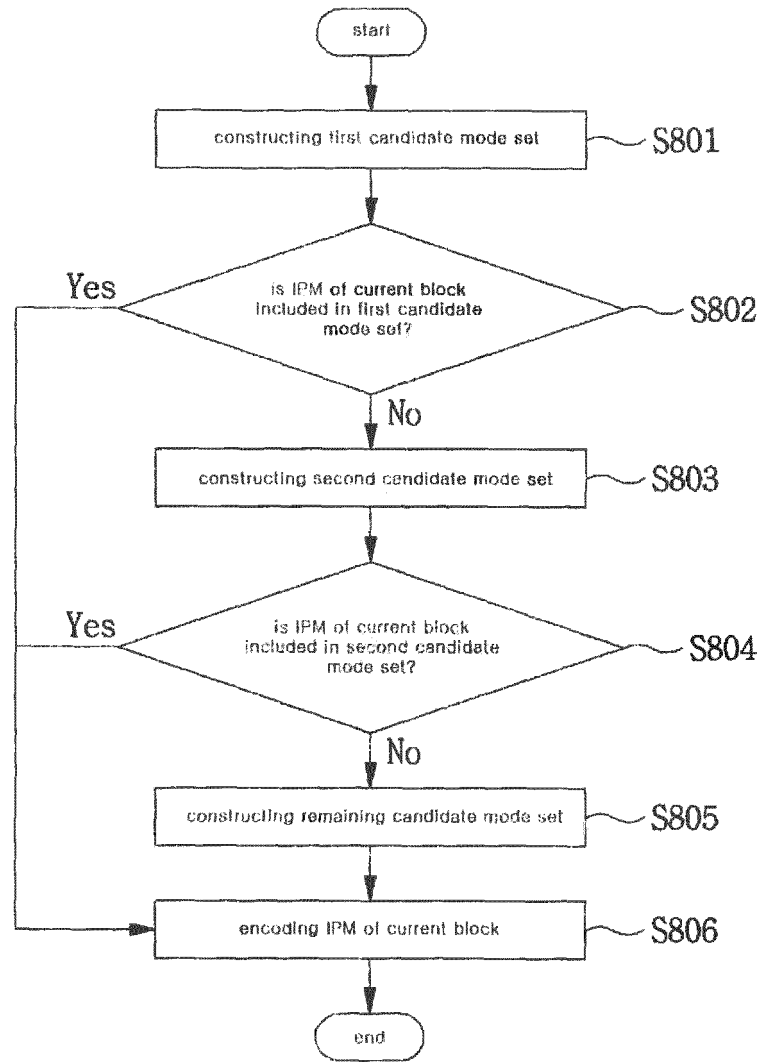 start
constructing first candidate mode set
S801
is IPM of current block
included in first candidate
mode set?
Yes
S802
No
constructing second candidate mode set
S803
is IPM of current block
included in second candidate
mode set?
Yes
S804
No
constructing remaining candidate mode set
S805
encoding IPM of current block
S806
end